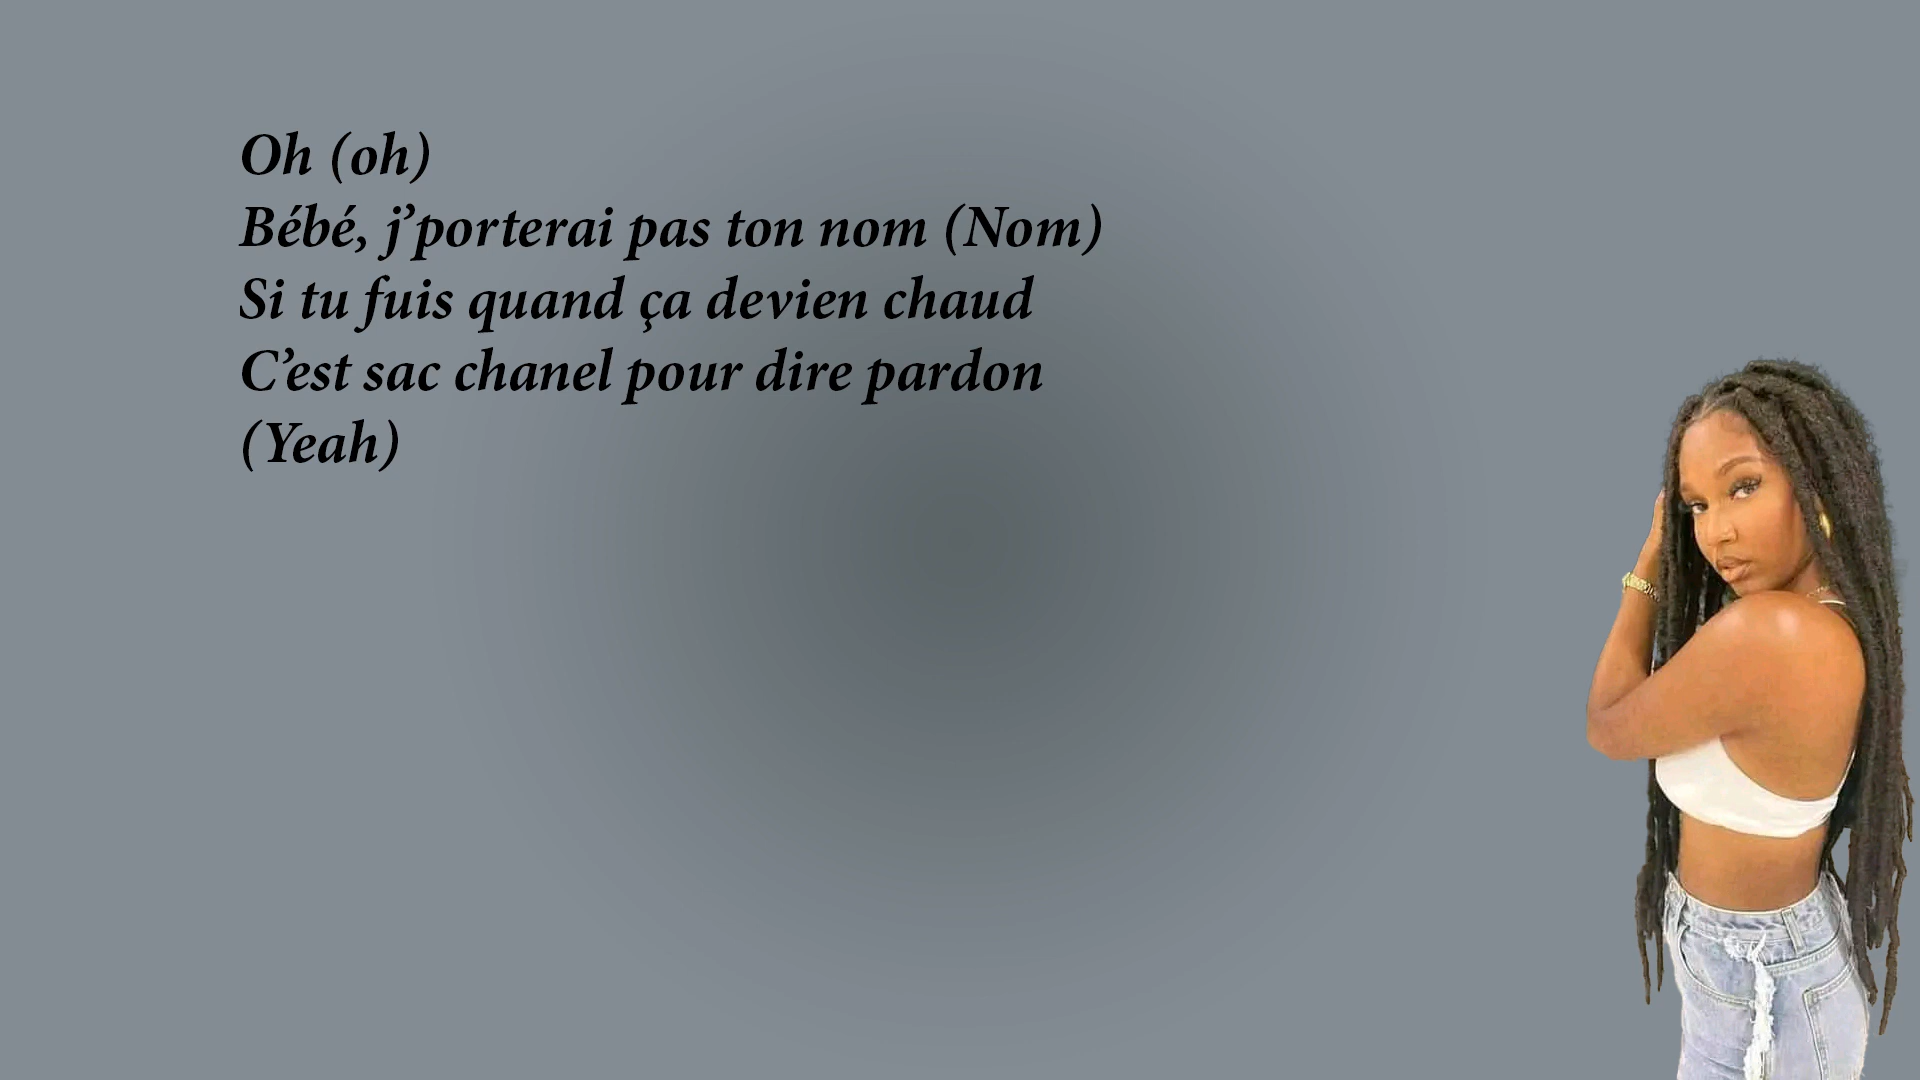 Oh (oh)
Bébé, j’porterai pas ton nom (Nom)
Si tu fuis quand ça devien chaud
C’est sac chanel pour dire pardon
(Yeah)